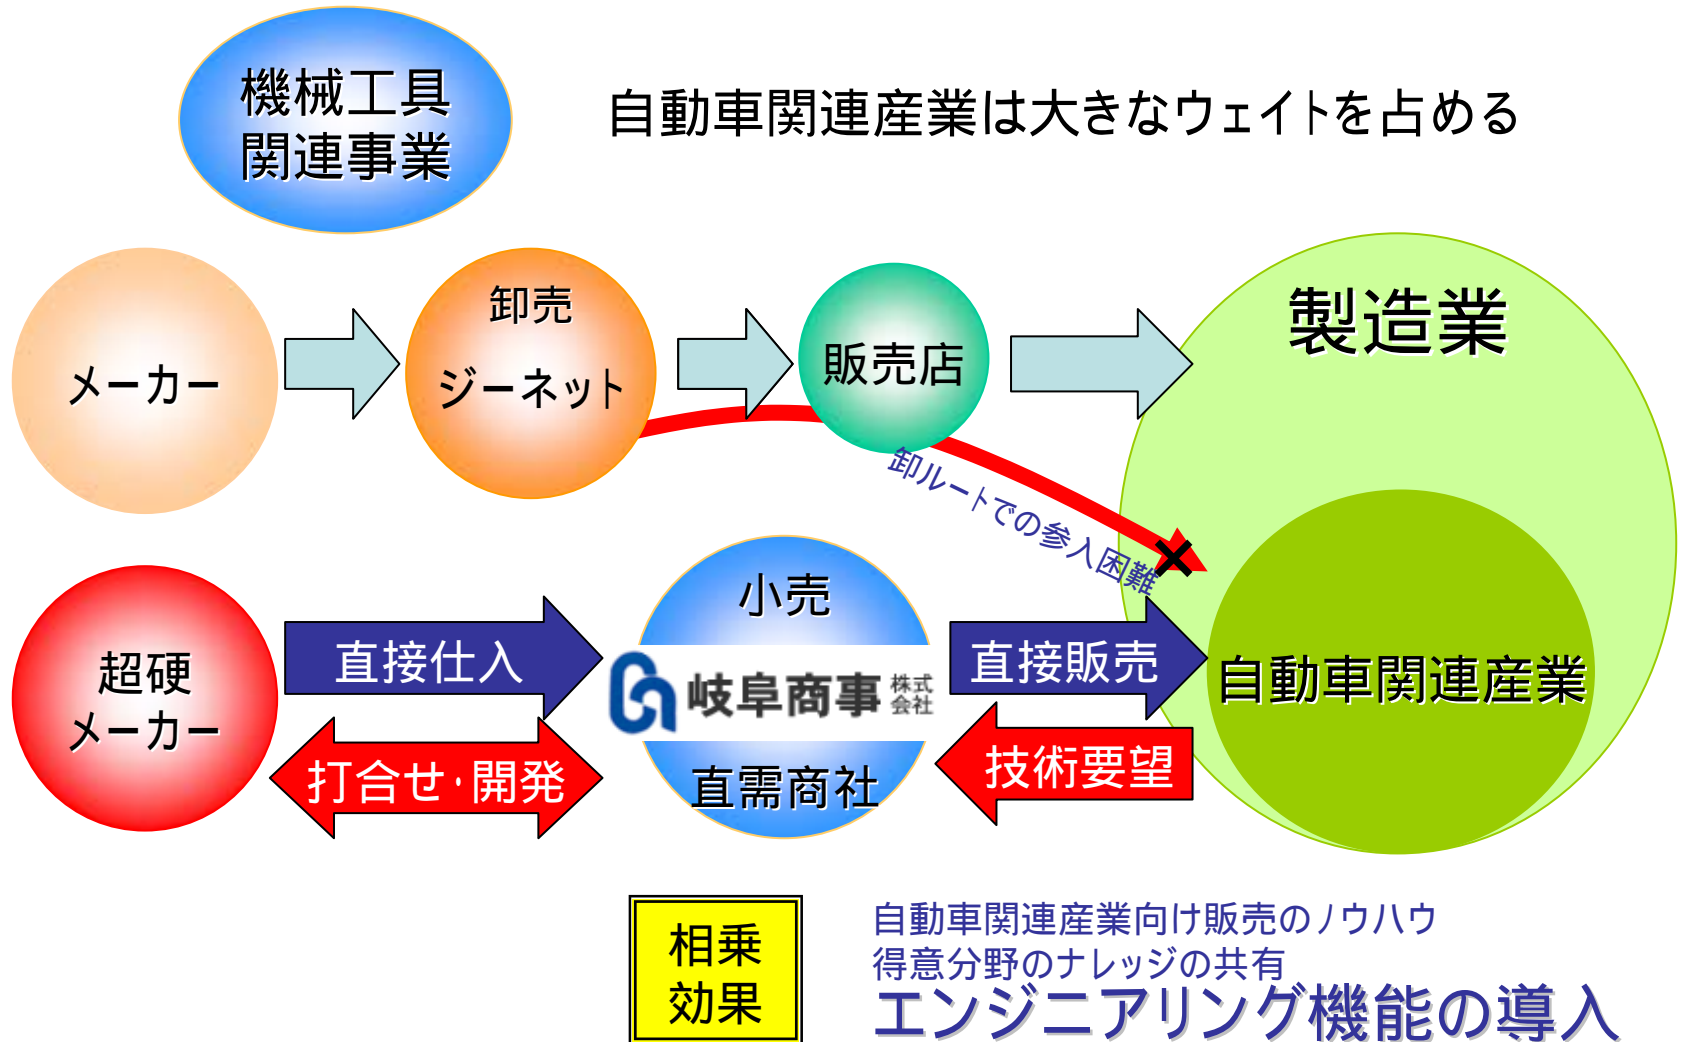 機械工具
関連事業
自動車関連産業は大きなウェイトを占める
メーカー
卸売
ジーネット
販売店
製造業
卸ルートでの参入困難
超硬
メーカー
直接仕入
打合せ・開発
小売
岐阜商事 株式会社
直需商社
直接販売
技術要望
自動車関連産業
相乗
効果
自動車関連産業向け販売のノウハウ
得意分野のナレッジの共有
エンジニアリング機能の導入